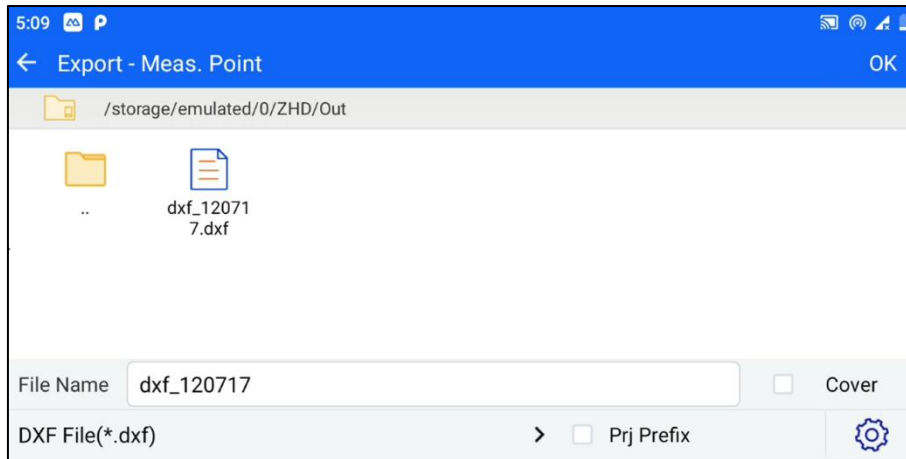 5:09
Export - Meas. Point
OK
/storage/emulated/0/ZHD/Out
..
dxf_12071
7.dxf
File Name
dxf_120717
Cover
DXF File(*.dxf)
Prj Prefix